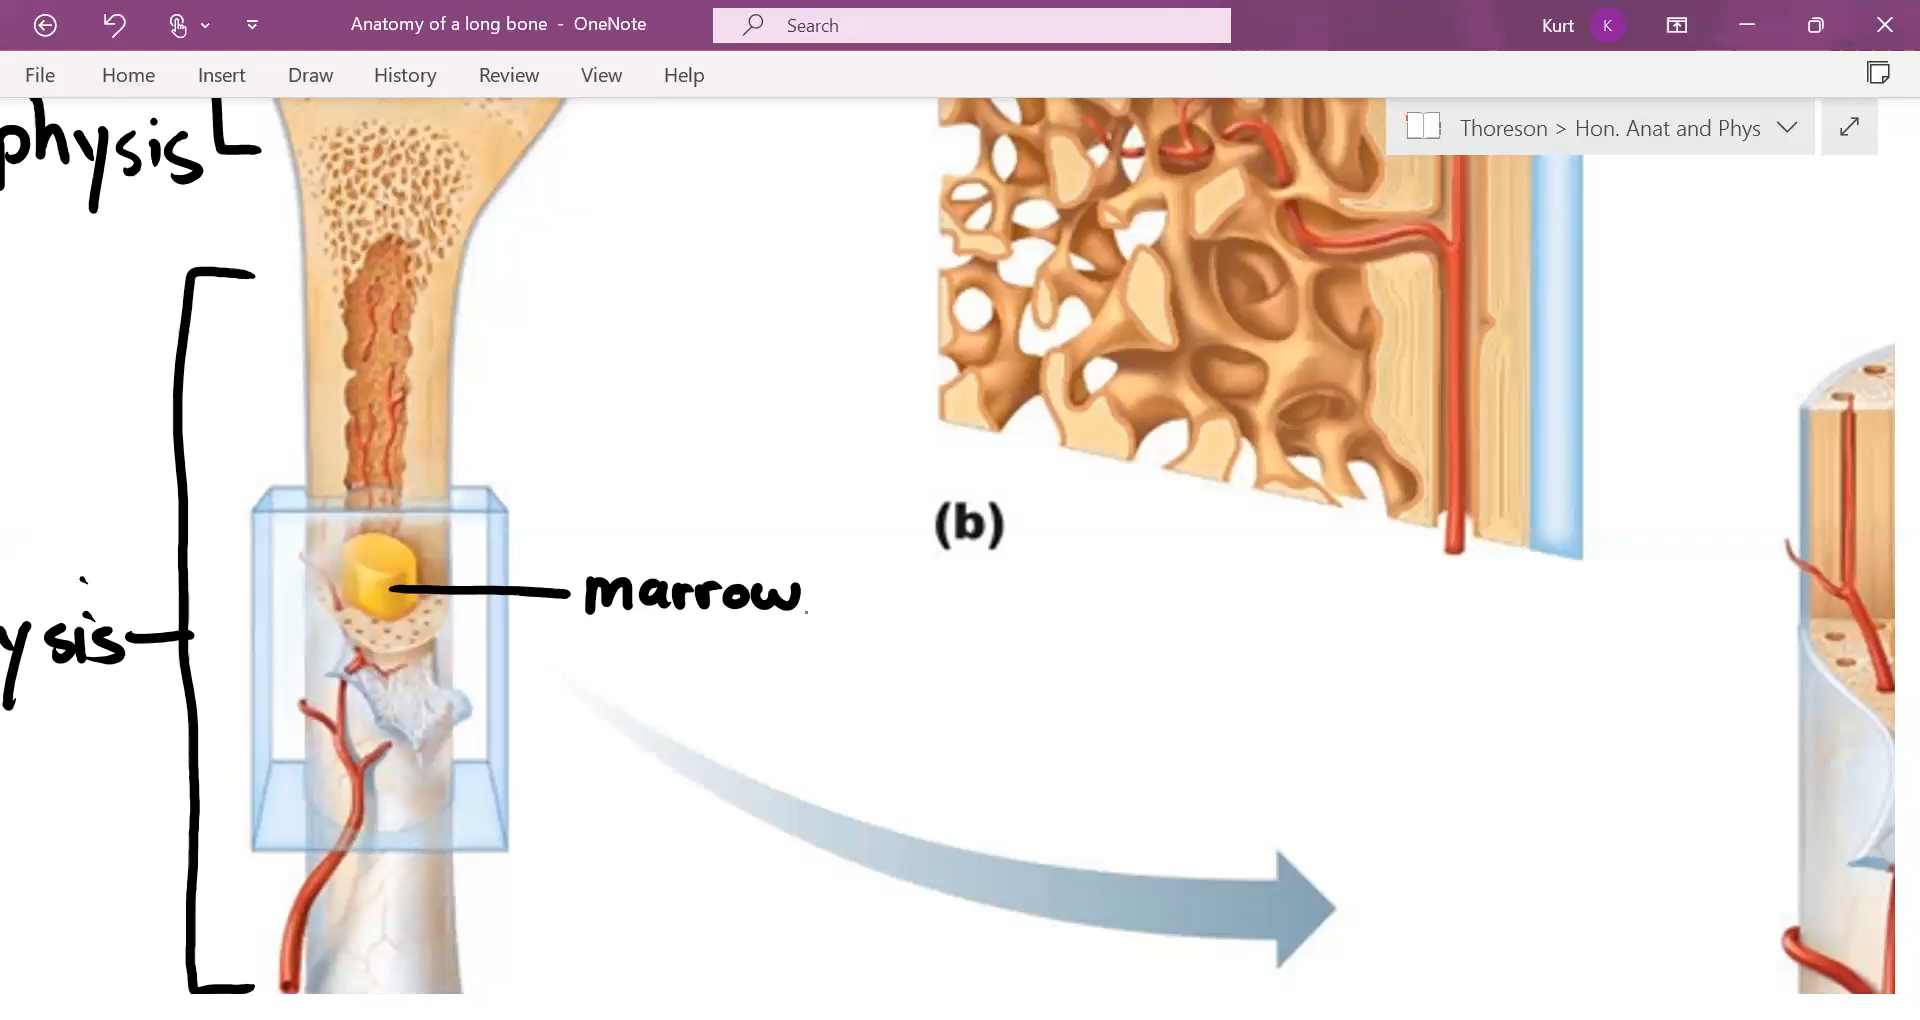 Anatomy of a long bone - OneNote
Search
Kurt
K
File Home Insert Draw History Review View Help
Thoreson > Hon. Anat and Phys
physis
(b)
marrow
ysis